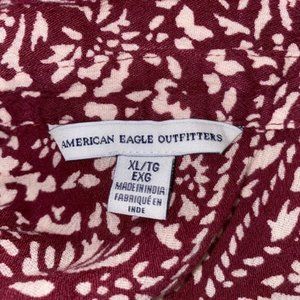 AMERICAN EAGLE OUTFITTERS
XL/TG
EXG
MADE IN INDIA
FABRIQUÉ EN
INDE